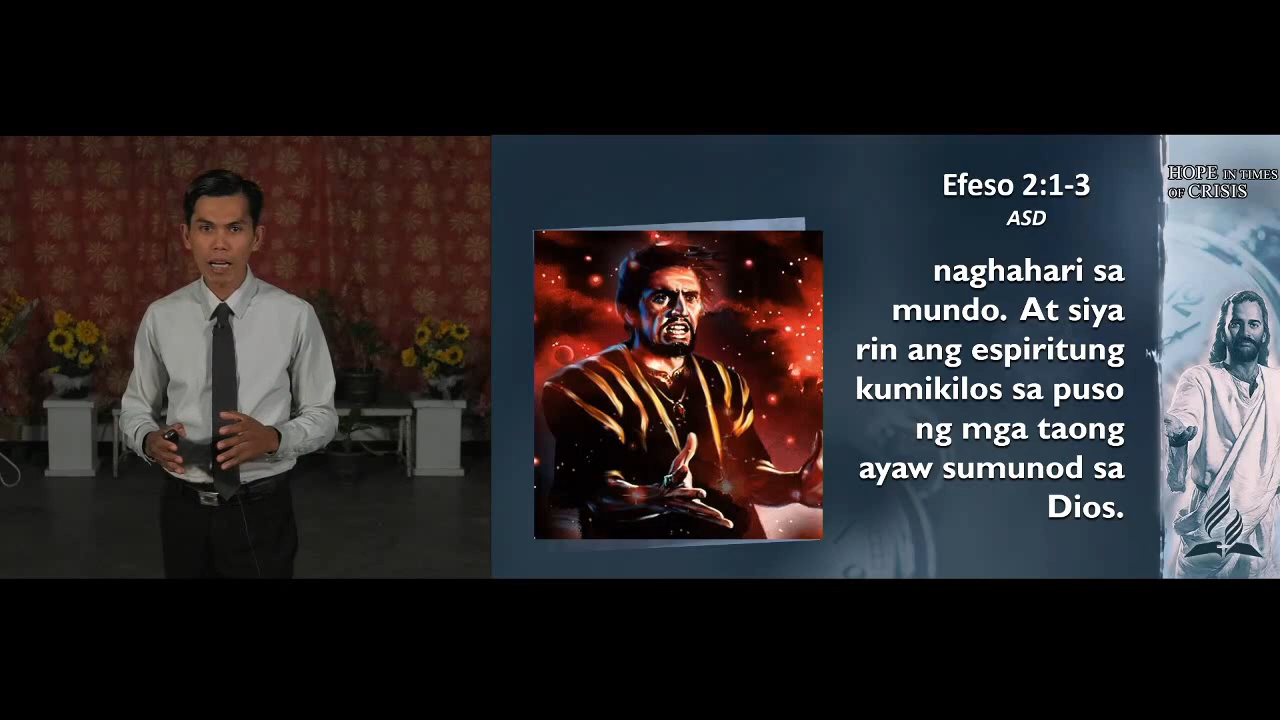 Efeso 2:1-3
ASD
naghahari sa
mundo. At siya
rin ang espiritung
kumikilos sa puso
ng mga taong
ayaw sumunod sa
Dios.
HOPE IN TIMES
OF CRISIS